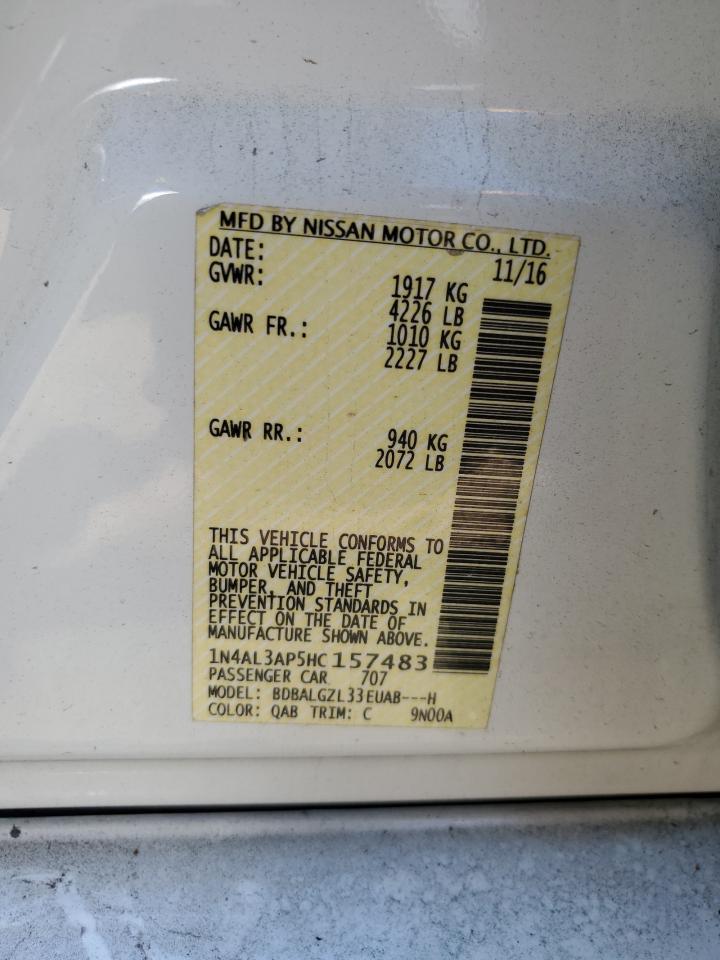 MFD BY NISSAN MOTOR CO., LTD.
DATE: 11/16
GVWR: 1917 KG
4226 LB
GAWR FR.: 1010 KG
2227 LB
GAWR RR.: 940 KG
2072 LB
THIS VEHICLE CONFORMS TO
ALL APPLICABLE FEDERAL
MOTOR VEHICLE SAFETY,
BUMPER, AND THEFT
PREVENTION STANDARDS IN
EFFECT ON THE DATE OF
MANUFACTURE SHOWN ABOVE.
1N4AL3AP5HC157483
PASSENGER CAR 707
MODEL: BDBALGZL33EUAB---H
COLOR: QAB TRIM: C 9N00A